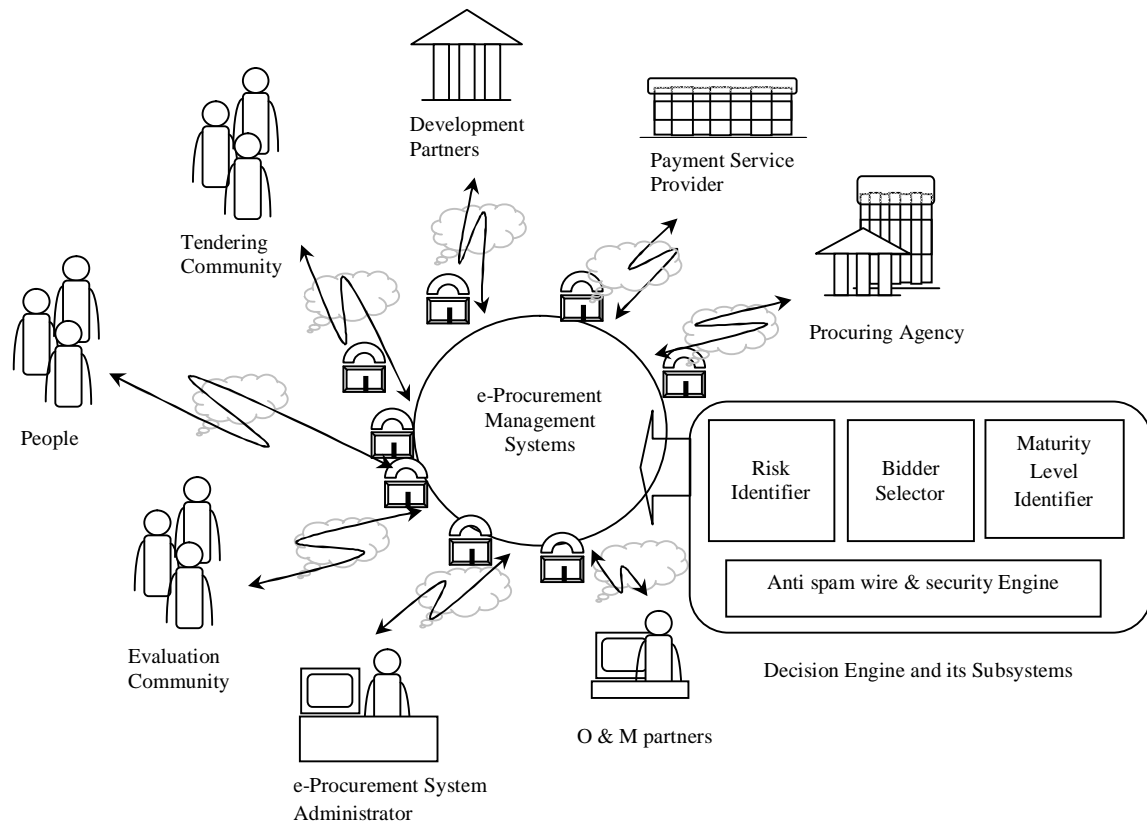 Development
Partners
Payment Service
Provider
Tendering
Community
Procuring Agency
People
e-Procurement
Management
Systems
Risk
Identifier
Bidder
Selector
Maturity
Level
Identifier
Anti spam wire & security Engine
Evaluation
Community
Decision Engine and its Subsystems
O & M partners
e-Procurement System
Administrator